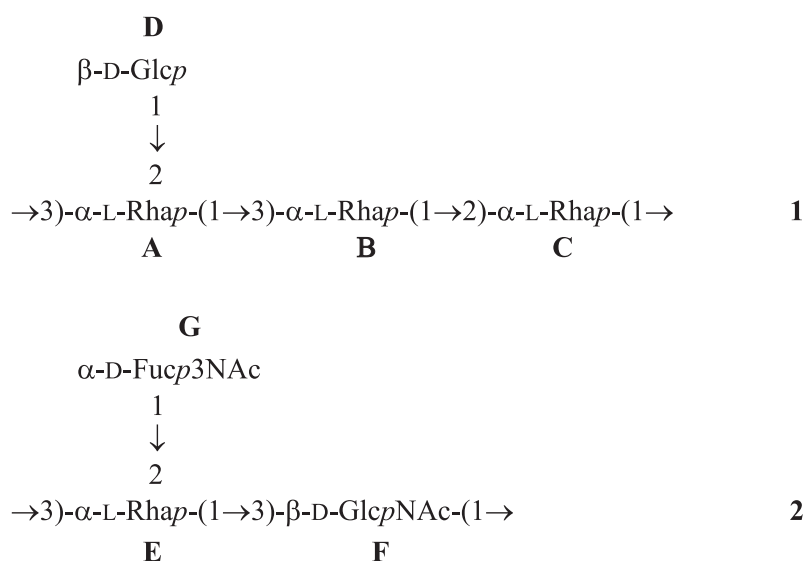 D
β-D-Glcp
1
↓
2
→3)-α-L-Rhap-(1→3)-α-L-Rhap-(1→2)-α-L-Rhap-(1→ 1
A B C
G
α-D-Fucp3NAc
1
↓
2
→3)-α-L-Rhap-(1→3)-β-D-GlcpNAc-(1→ 2
E F